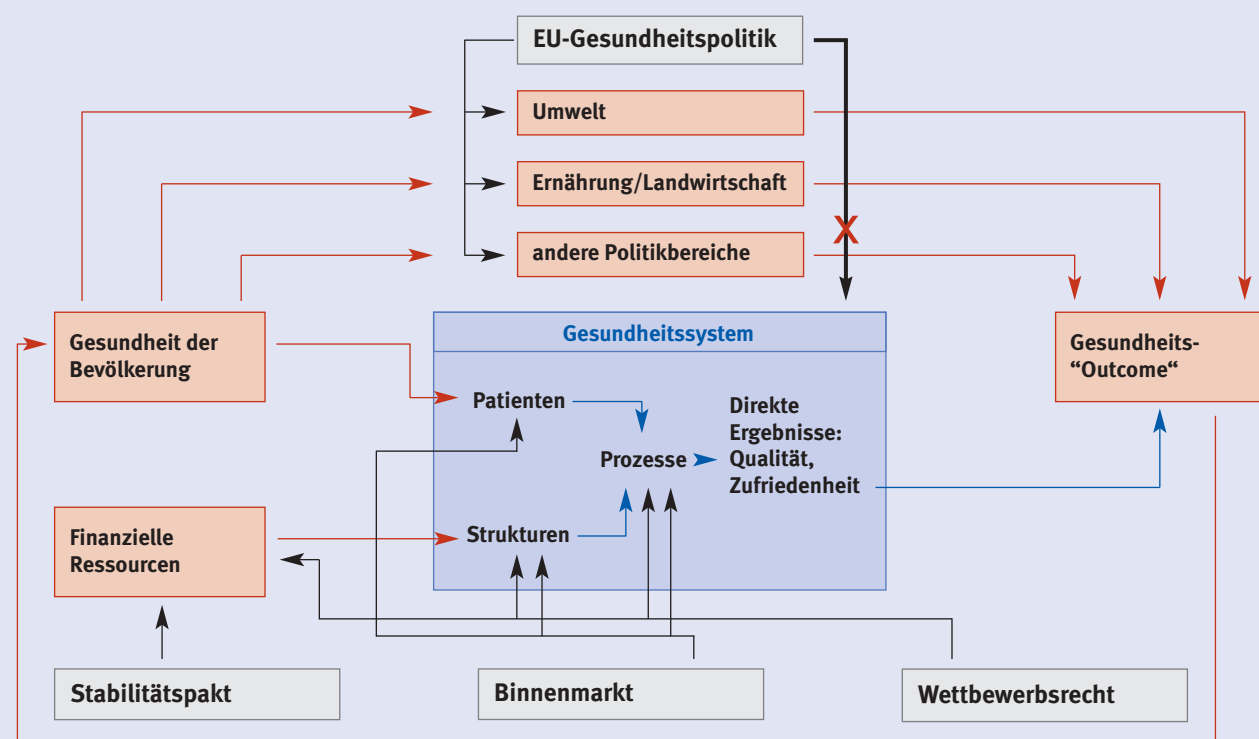 EU-Gesundheitspolitik
Umwelt
Ernährung/Landwirtschaft
andere Politikbereiche
X
Gesundheit der
Bevölkerung
Gesundheitssystem
Gesundheits-
“Outcome“
Patienten
Direkte
Ergebnisse:
Qualität,
Zufriedenheit
Prozesse
Strukturen
Finanzielle
Ressourcen
Stabilitätspakt
Binnenmarkt
Wettbewerbsrecht